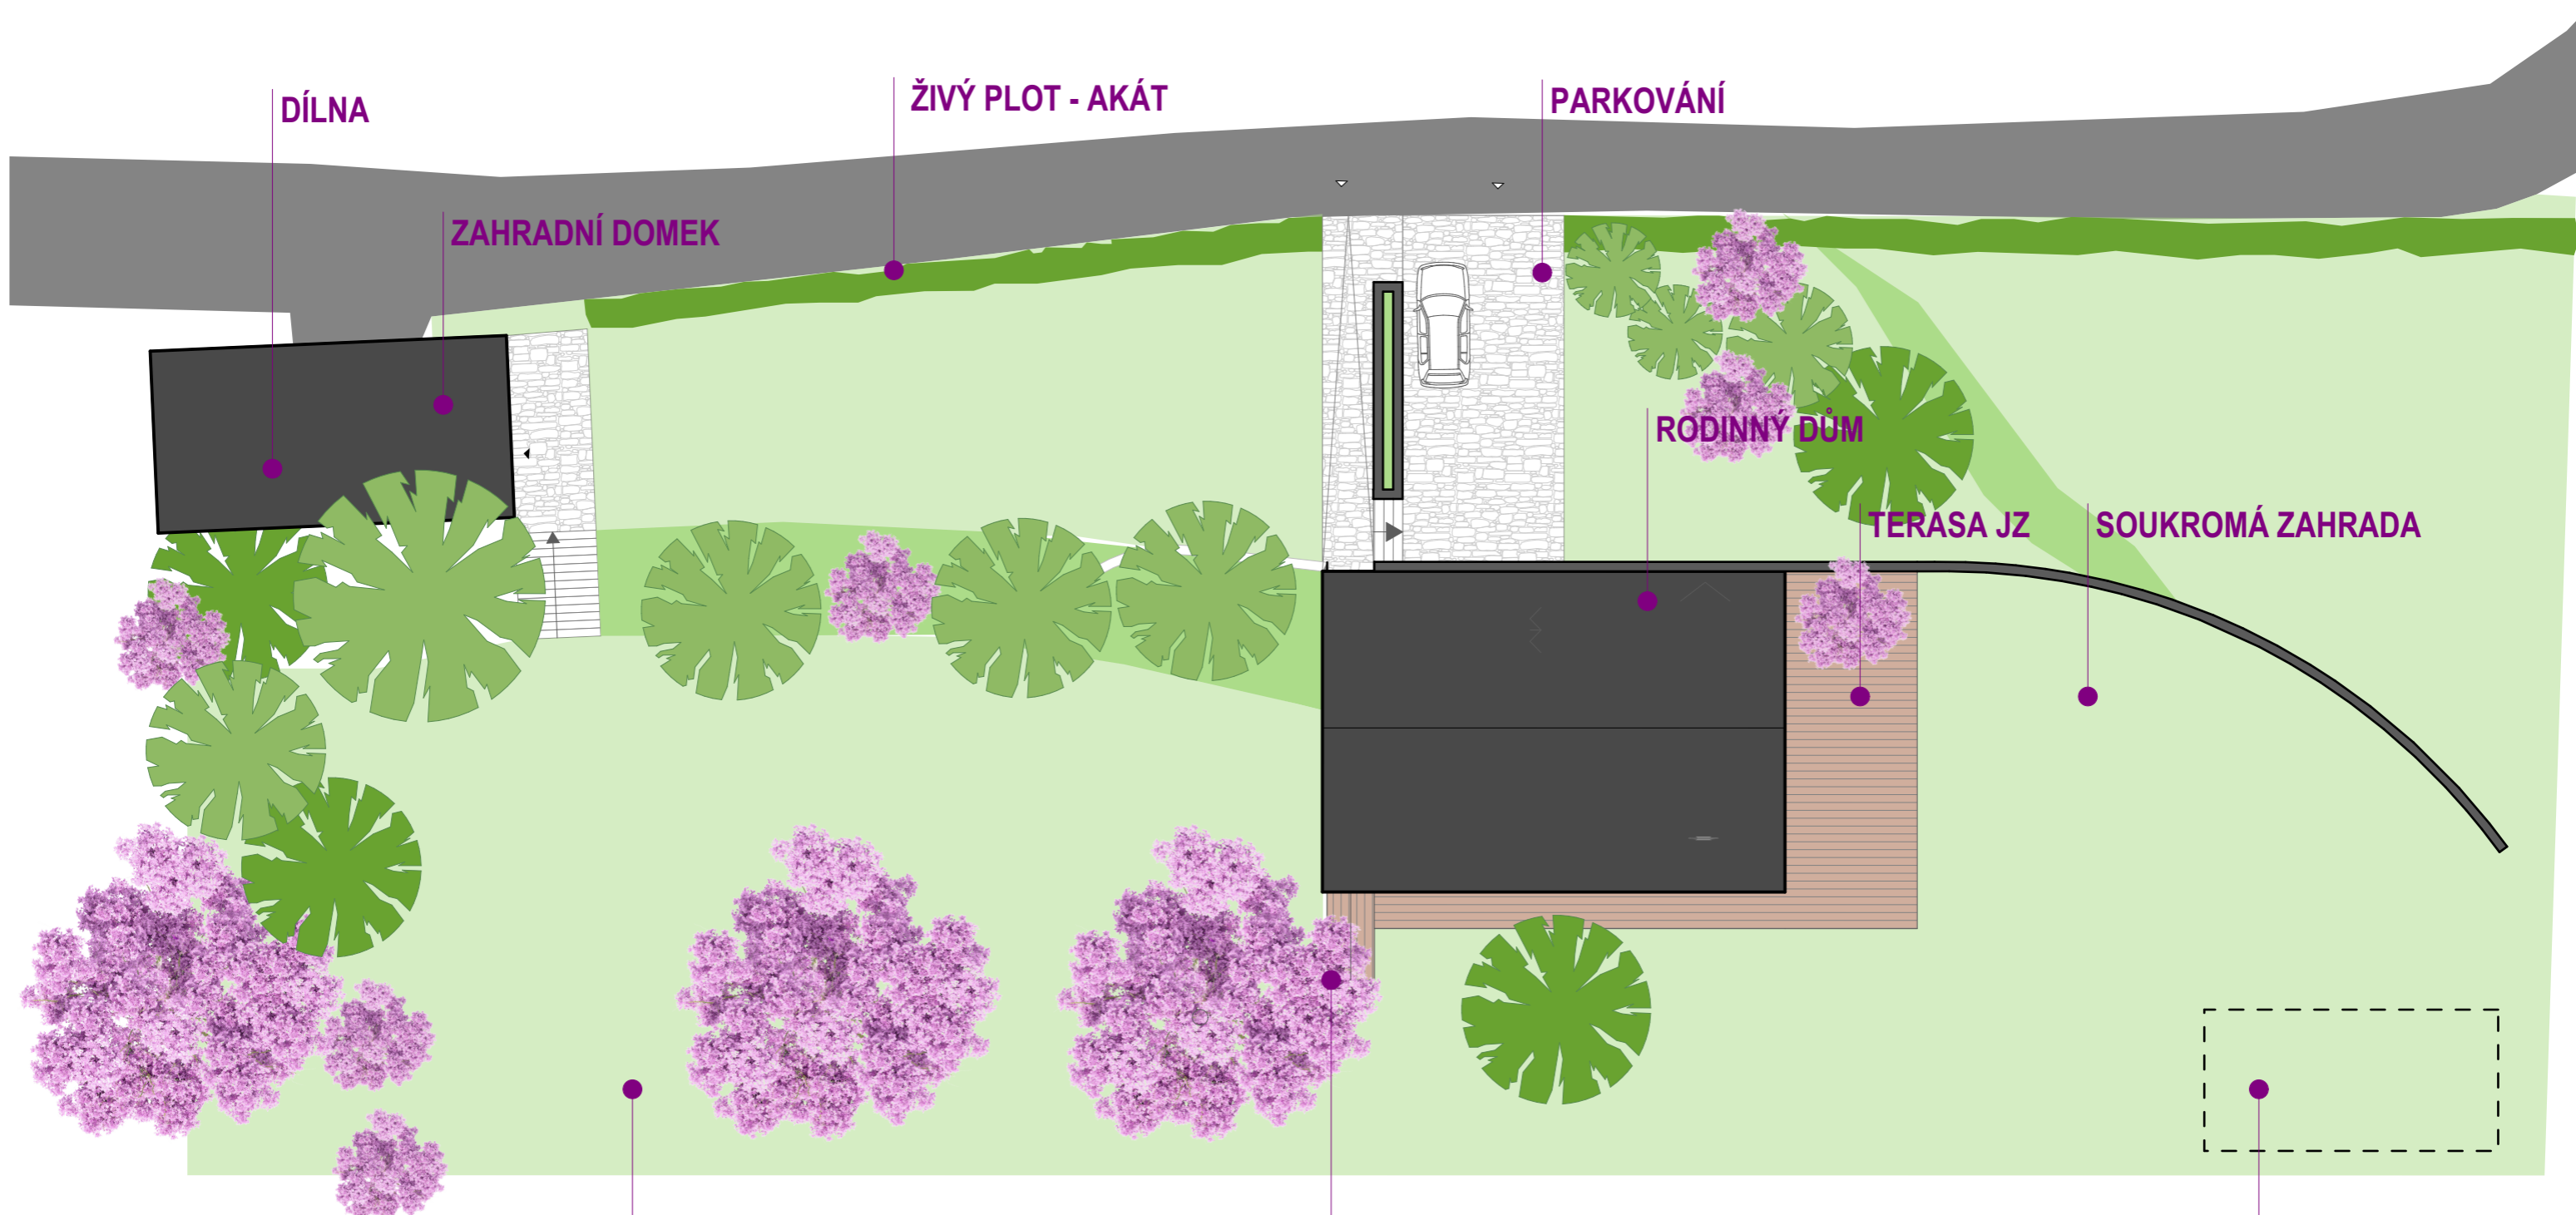 DÍLNA
ŽIVÝ PLOT - AKÁT
PARKOVÁNÍ
ZAHRADNÍ DOMEK
RODINNÝ DŮM
TERASA JZ
SOUKROMÁ ZAHRADA